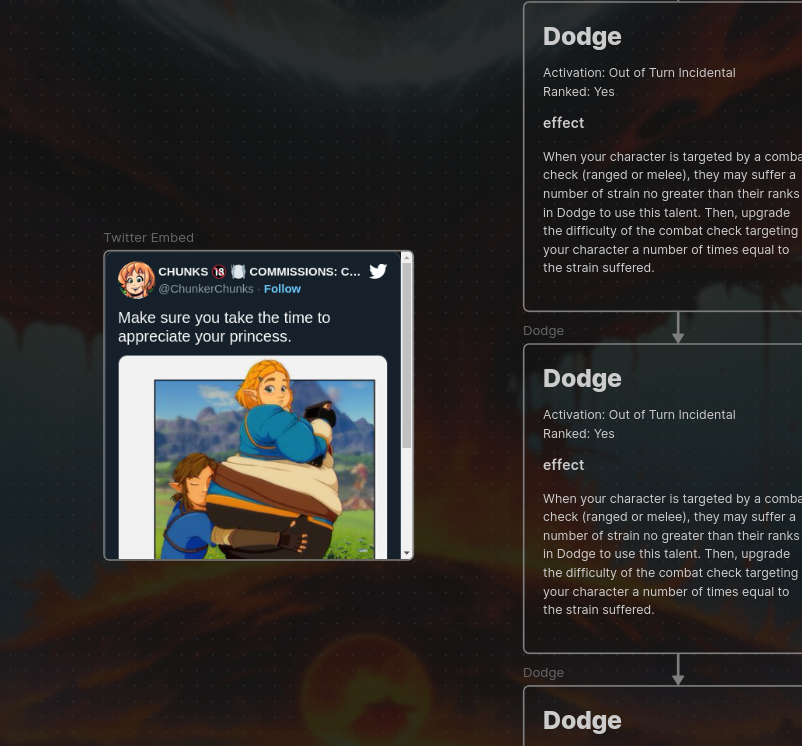 Dodge
Activation: Out of Turn Incidental
Ranked: Yes
effect
When your character is targeted by a comba
check (ranged or melee), they may suffer a
number of strain no greater than their ranks
in Dodge to use this talent. Then, upgrade
the difficulty of the combat check targeting
your character a number of times equal to
the strain suffered.
Twitter Embed
CHUNKS 🔞 COMMISSIONS: C...
@ChunkerChunks · Follow
Make sure you take the time to
appreciate your princess.
Dodge
Dodge
Activation: Out of Turn Incidental
Ranked: Yes
effect
When your character is targeted by a comba
check (ranged or melee), they may suffer a
number of strain no greater than their ranks
in Dodge to use this talent. Then, upgrade
the difficulty of the combat check targeting
your character a number of times equal to
the strain suffered.
Dodge
Dodge